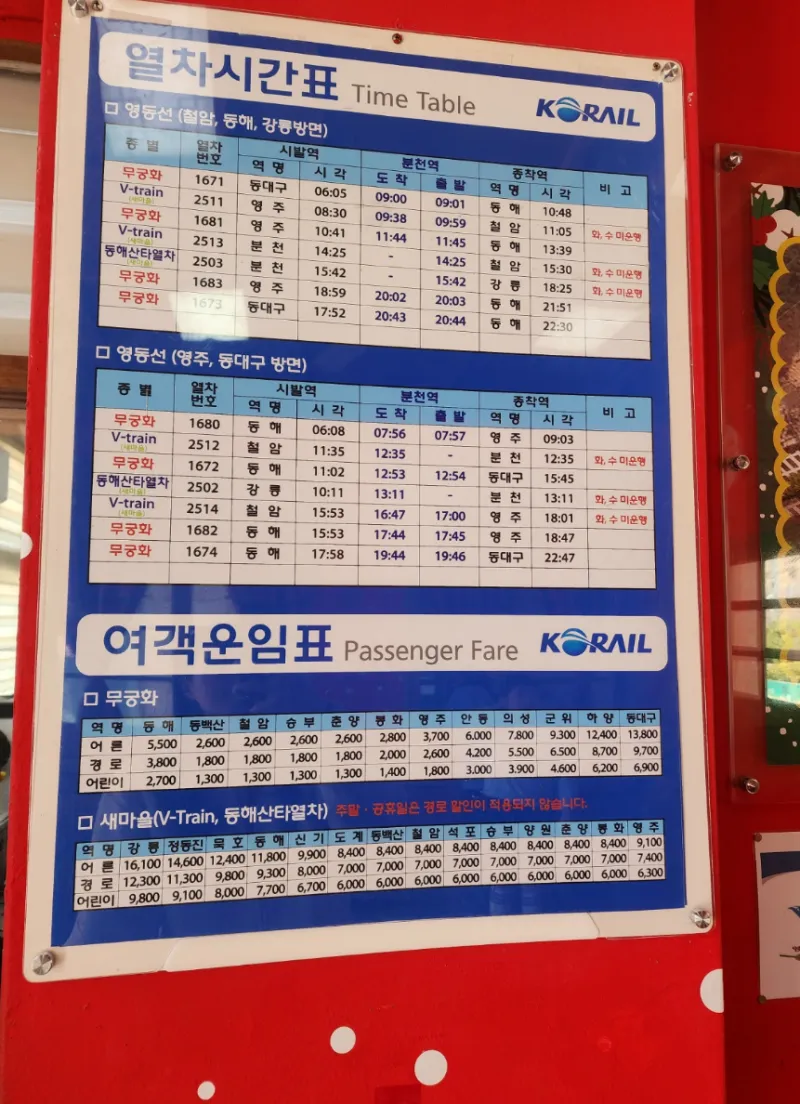 열차시간표 Time Table KORAIL
□ 영동선 (철암, 동해, 강릉방면)
종 별 열차번호 시발역 분천역 종착역 비 고
역 명 시 각 도 착 출 발 역 명 시 각
무궁화 1671 동대구 06:05 09:00 09:01 동 해 10:48
V-train (새마을) 2511 영 주 08:30 09:38 09:59 철 암 11:05 화, 수 미운행
무궁화 1681 영 주 10:41 11:44 11:45 동 해 13:39
V-train (새마을) 2513 분 천 14:25 - 14:25 철 암 15:30 화, 수 미운행
동해산타열차 (새마을) 2503 분 천 15:42 - 15:42 강 릉 18:25 화, 수 미운행
무궁화 1683 영 주 18:59 20:02 20:03 동 해 21:51
무궁화 1673 동대구 17:52 20:43 20:44 동 해 22:30
□ 영동선 (영주, 동대구 방면)
종 별 열차번호 시발역 분천역 종착역 비 고
역 명 시 각 도 착 출 발 역 명 시 각
무궁화 1680 동 해 06:08 07:56 07:57 영 주 09:03
V-train (새마을) 2512 철 암 11:35 12:35 - 분 천 12:35 화, 수 미운행
무궁화 1672 동 해 11:02 12:53 12:54 동대구 15:45
동해산타열차 (새마을) 2502 강 릉 10:11 13:11 - 분 천 13:11 화, 수 미운행
V-train (새마을) 2514 철 암 15:53 16:47 17:00 영 주 18:01 화, 수 미운행
무궁화 1682 동 해 15:53 17:44 17:45 영 주 18:47
무궁화 1674 동 해 17:58 19:44 19:46 동대구 22:47
여객운임표 Passenger Fare KORAIL
□ 무궁화
역 명 동 해 동백산 철 암 승 부 춘 양 봉 화 영 주 안 동 의 성 군 위 하 양 동대구
어 른 5,500 2,600 2,600 2,600 2,600 2,800 3,700 6.000 7.800 9.300 12,400 13,800
경 로 3,800 1,800 1,800 1,800 1,800 2,000 2,600 4.200 5.500 6.500 8,700 9,700
어린이 2,700 1,300 1,300 1,300 1,300 1,400 1,800 3.000 3.900 4.600 6,200 6,900
□ 새마을(V-Train, 동해산타열차) 주말 · 공휴일은 경로 할인이 적용되지 않습니다.
역 명 강 릉 정동진 묵 호 동 해 신 기 도 계 동백산 철 암 석 포 승 부 양 원 춘 양 봉 화 영 주
어 른 16,100 14,600 12,400 11,800 9,900 8,400 8,400 8,400 8,400 8,400 8,400 8,400 8,400 9,100
경 로 12,300 11,300 9,800 9,300 8,000 7,000 7,000 7,000 7,000 7,000 7,000 7,000 7,000 7,400
어린이 9,800 9,100 8,000 7,700 6,700 6,000 6,000 6,000 6,000 6,000 6,000 6,000 6,000 6,300